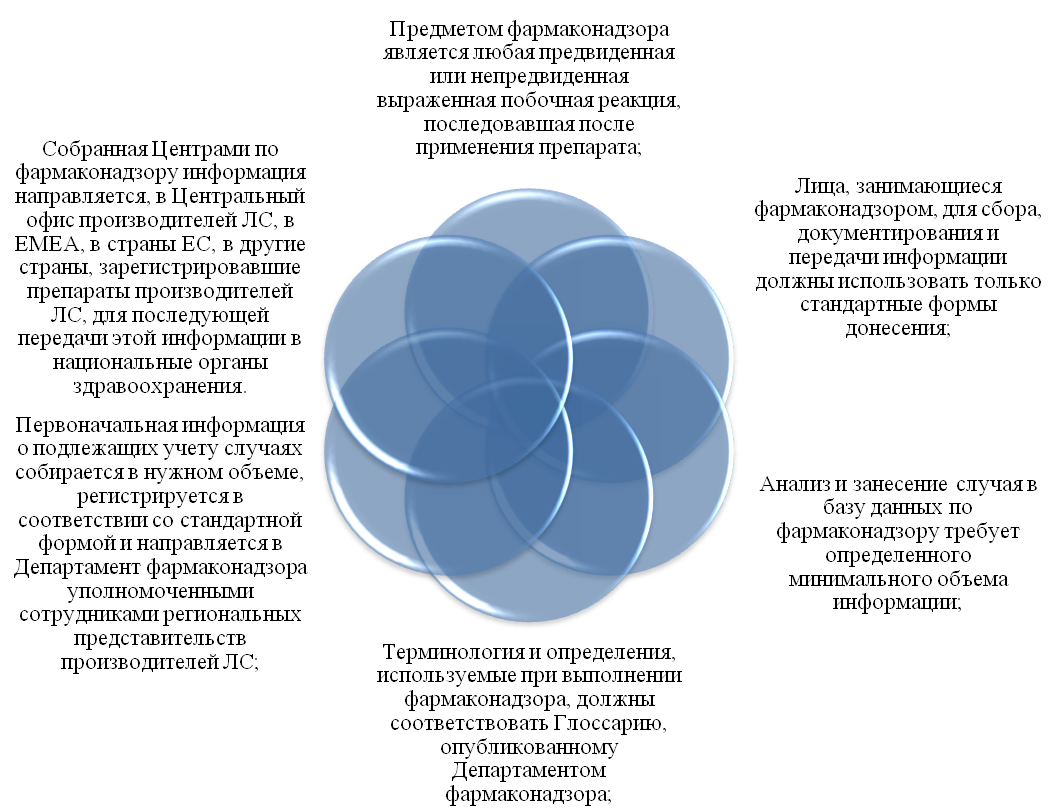 Предметом фармаконадзора
является любая предвиденная
или непредвиденная
выраженная побочная реакция,
последовавшая после
применения препарата;
Лица, занимающиеся
фармаконадзором, для сбора,
документирования и
передачи информации
должны использовать только
стандартные формы
донесения;
Анализ и занесение случая в
базу данных по
фармаконадзору требует
определенного
минимального объема
информации;
Терминология и определения,
используемые при выполнении
фармаконадзора, должны
соответствовать Глоссарию,
опубликованному
Департаментом
фармаконадзора;
Первоначальная информация
о подлежащих учету случаях
собирается в нужном объеме,
регистрируется в
соответствии со стандартной
формой и направляется в
Департамент фармаконадзора
уполномоченными
сотрудниками региональных
представительств
производителей ЛС;
Собранная Центрами по
фармаконадзору информация
направляется, в Центральный
офис производителей ЛС, в
EMEA, в страны ЕС, в другие
страны, зарегистрировавшие
препараты производителей
ЛС, для последующей
передачи этой информации в
национальные органы
здравоохранения.